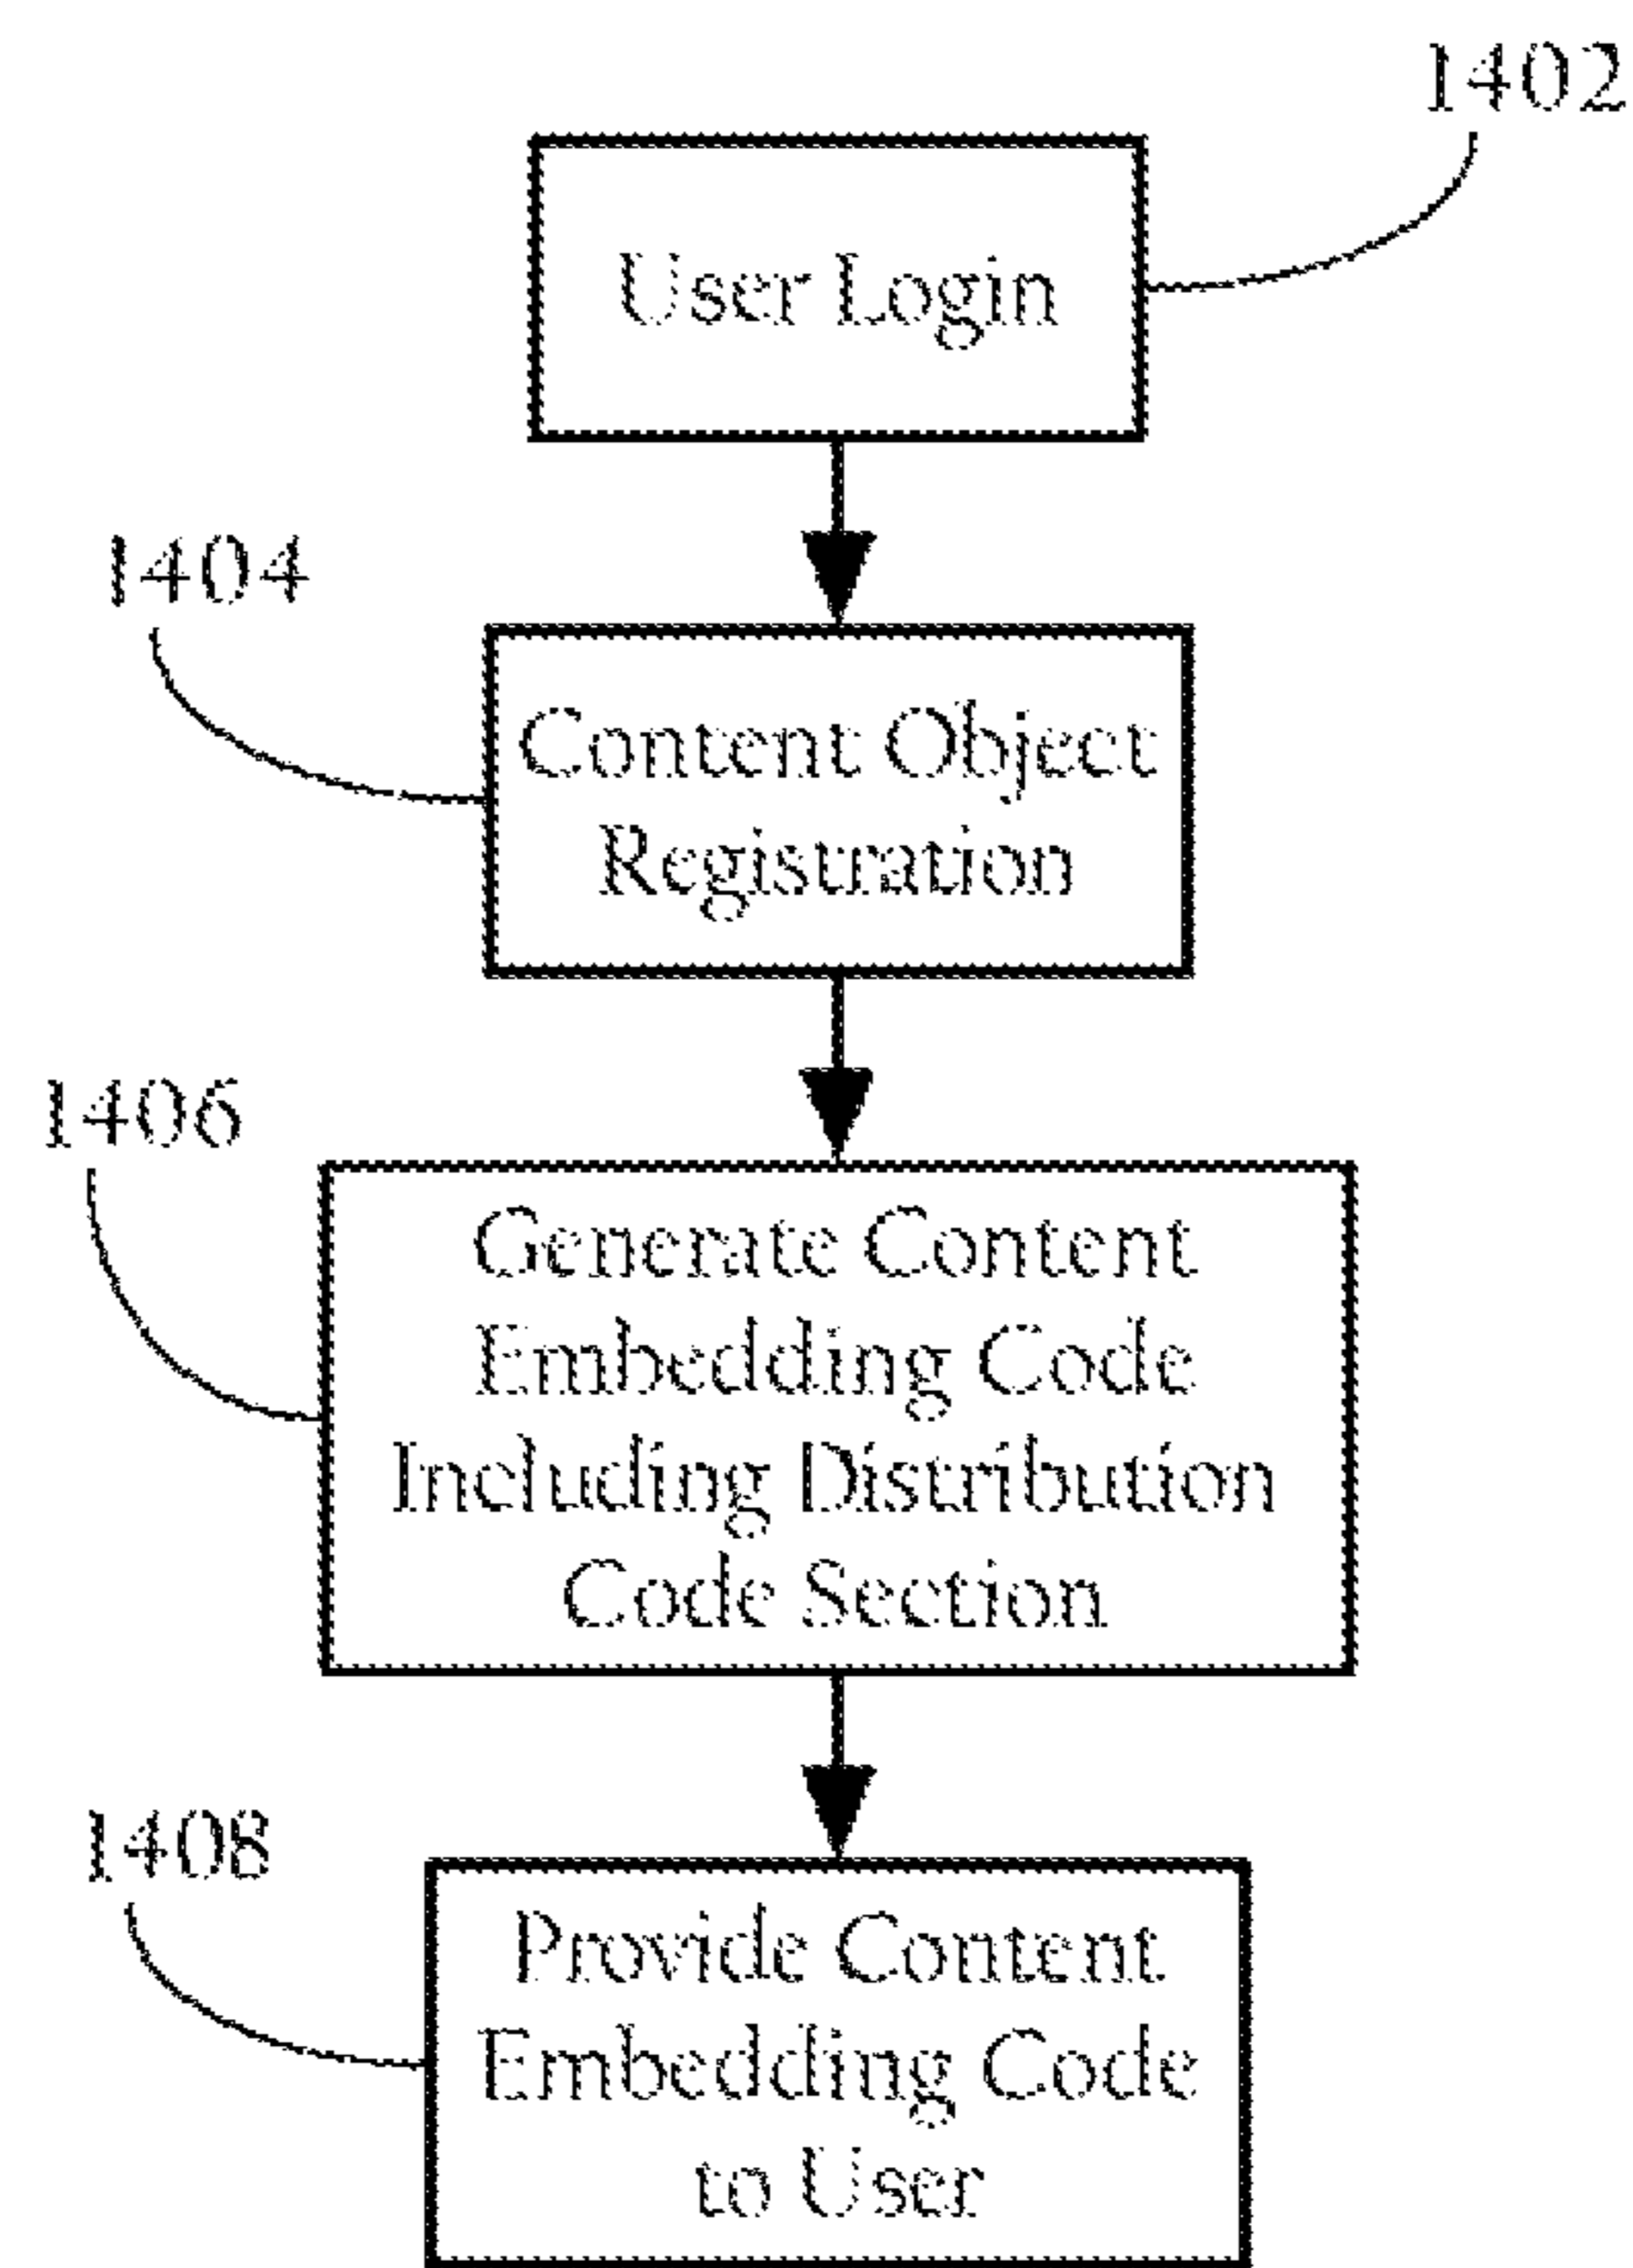 1402
User Login
1404
Content Object
Registration
1406
Generate Content
Embedding Code
Including Distribution
Code Section
1408
Provide Content
Embedding Code
to User